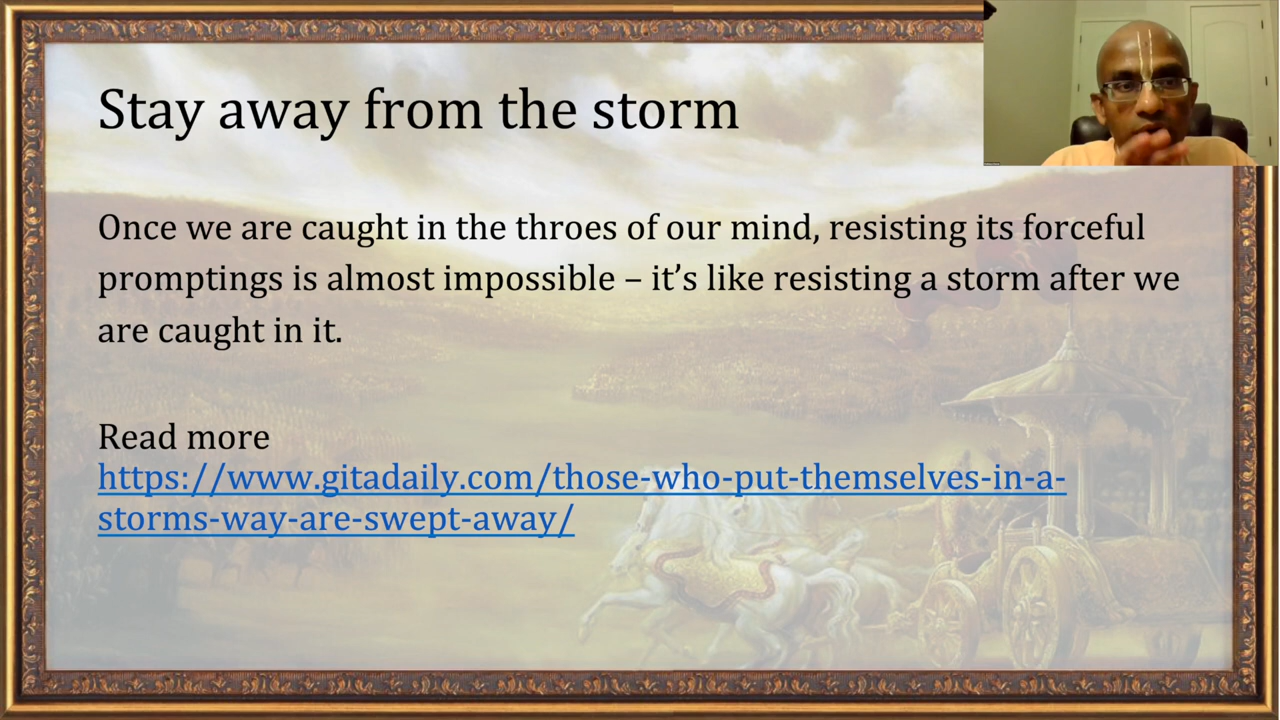 Stay away from the storm
Once we are caught in the throes of our mind, resisting its forceful
promptings is almost impossible – it’s like resisting a storm after we
are caught in it.
Read more
https://www.gitadaily.com/those-who-put-themselves-in-a-
storms-way-are-swept-away/